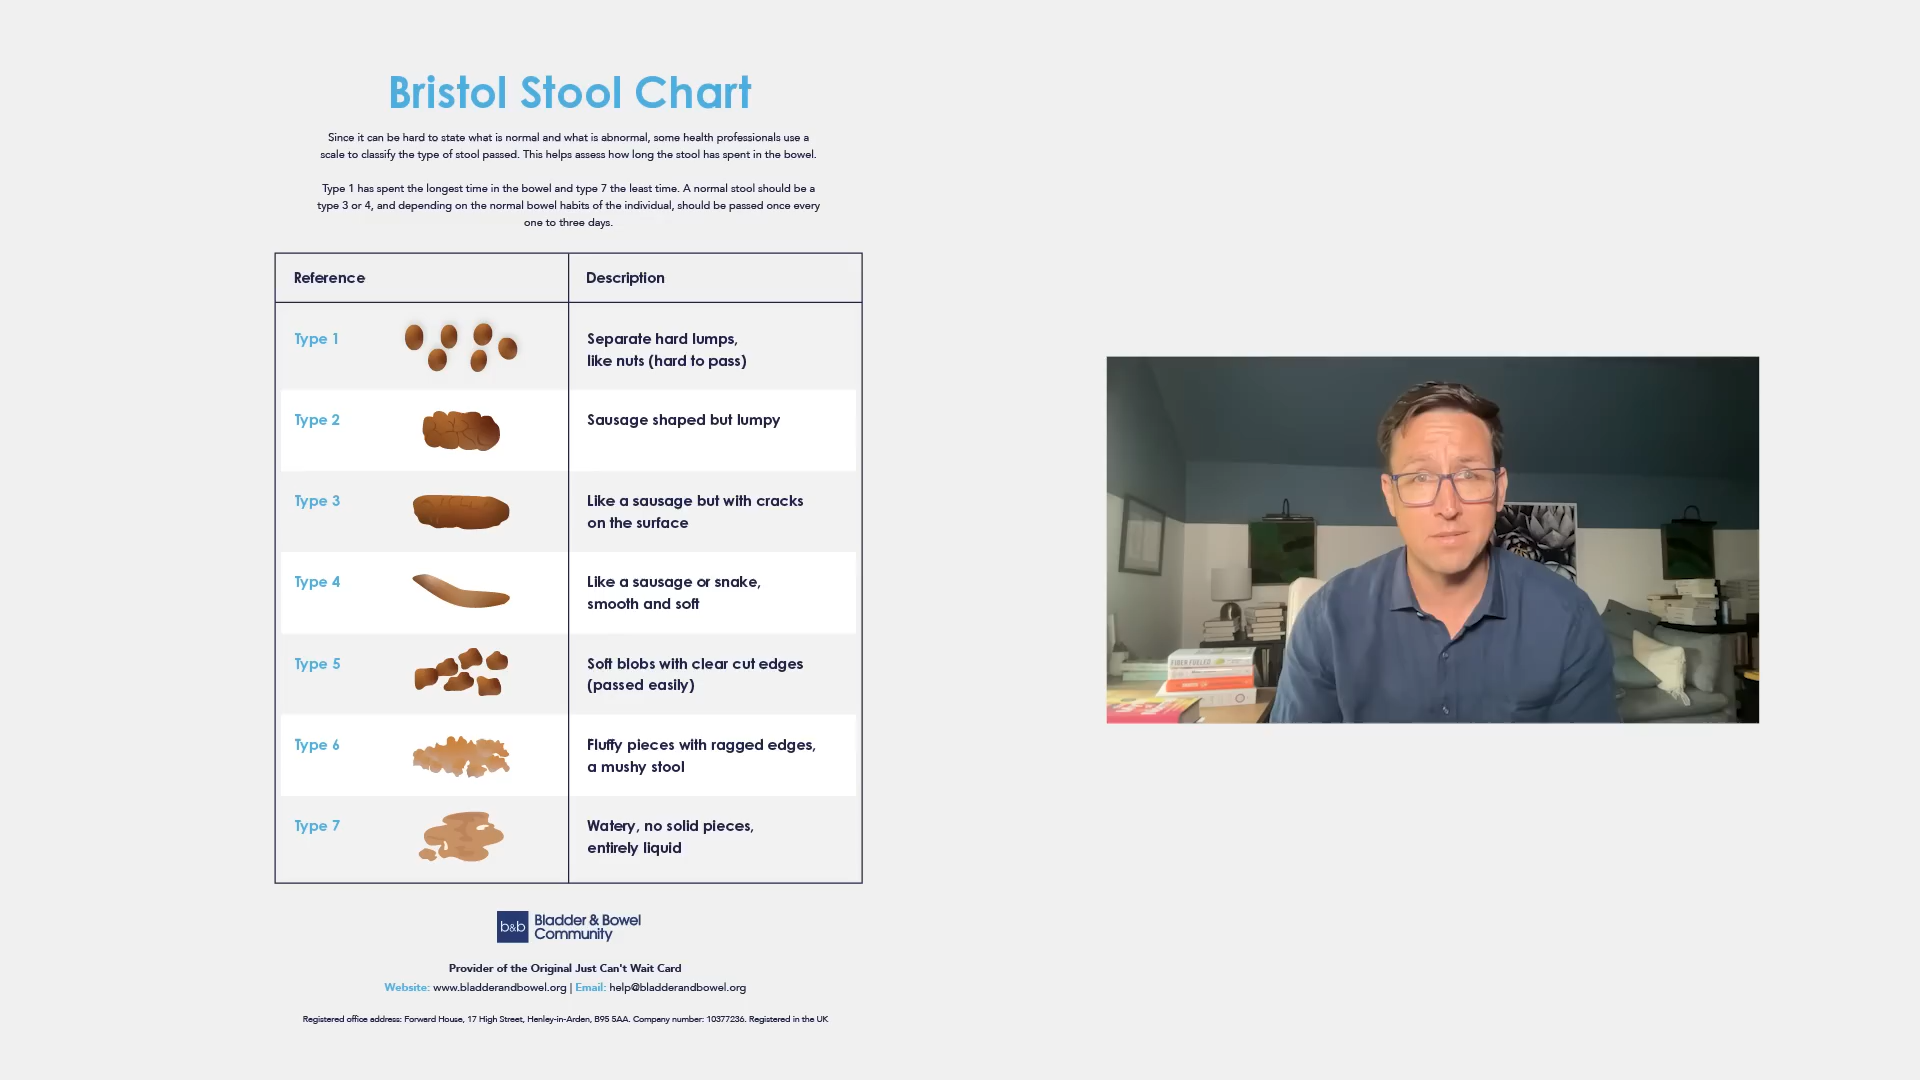 Bristol Stool Chart
Since it can be hard to state what is normal and what is abnormal, some health professionals use a
scale to classify the type of stool passed. This helps assess how long the stool has spent in the bowel.
Type 1 has spent the longest time in the bowel and type 7 the least time. A normal stool should be a
type 3 or 4, and depending on the normal bowel habits of the individual, should be passed once every
one to three days.
Reference
Description
Type 1
Separate hard lumps,
like nuts (hard to pass)
Type 2
Sausage shaped but lumpy
Type 3
Like a sausage but with cracks
on the surface
Type 4
Like a sausage or snake,
smooth and soft
Type 5
Soft blobs with clear cut edges
(passed easily)
Type 6
Fluffy pieces with ragged edges,
a mushy stool
Type 7
Watery, no solid pieces,
entirely liquid
b&b
Bladder & Bowel
Community
Provider of the Original Just Can't Wait Card
Website: www.bladderandbowel.org | Email: help@bladderandbowel.org
Registered office address: Forward House, 17 High Street, Henley-in-Arden, B95 5AA. Company number: 10377236. Registered in the UK
FIBER FUELED